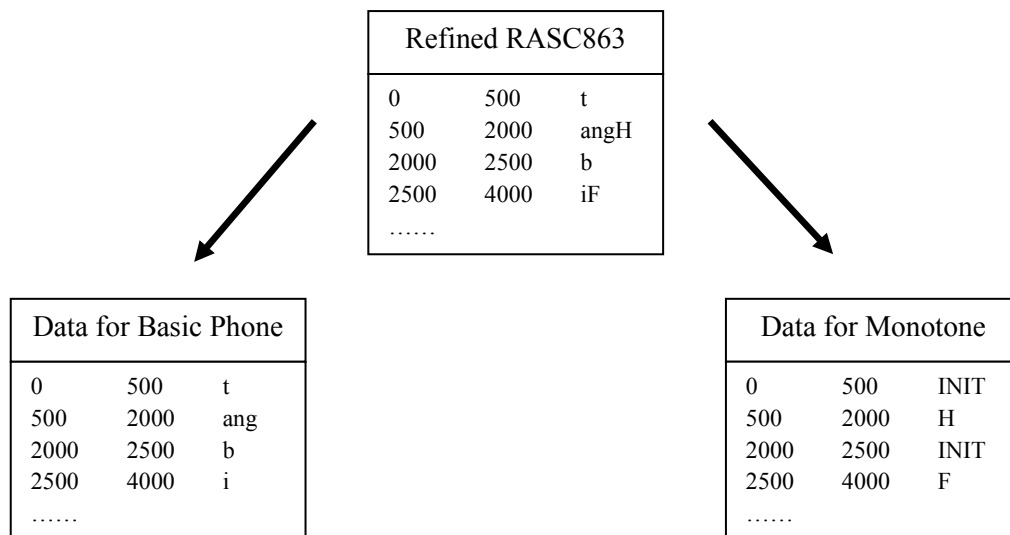 Refined RASC863
0 500 t
500 2000 angH
2000 2500 b
2500 4000 iF
……
Data for Basic Phone
0 500 t
500 2000 ang
2000 2500 b
2500 4000 i
……
Data for Monotone
0 500 INIT
500 2000 H
2000 2500 INIT
2500 4000 F
……